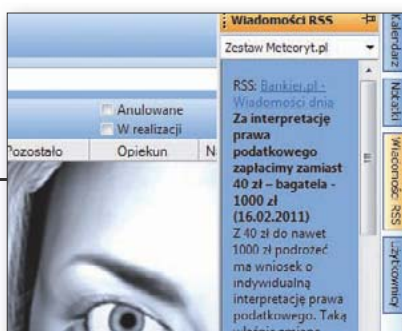 Wiadomości RSS
Zestaw Meteoryt.pl
Anulowane
W realizacji
Pozostało Opiekun N
RSS: Bankier.pl -
Wiadomości dnia
Za interpretację
prawa
podatkowego
zapłacimy zamiast
40 zł – bagatela -
1000 zł
(16.02.2011)
Z 40 zł do nawet
1000 zł podrożeć
ma wniosek o
indywidualną
interpretację prawa
podatkowego. Taką
Kalendarz
Notatki
Wiadomości RSS
Użytkownicy